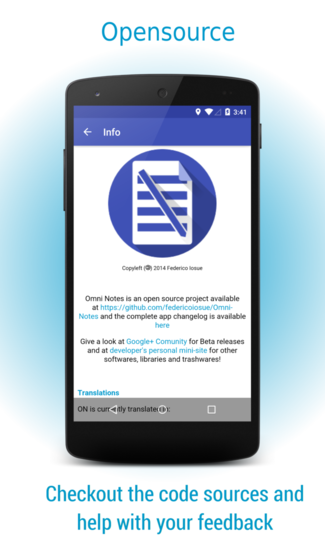 Opensource
3:41
Info
Copyleft () 2014 Federico Iosue
Omni Notes is an open source project available
at https://github.com/federicoiosue/Omni-
Notes and the complete app changelog is available
here
Give a look at Google+ Comunity for Beta releases
and at developer's personal mini-site for other
softwares, libraries and trashwares!
Translations
ON is currently translated in:
Checkout the code sources and
help with your feedback